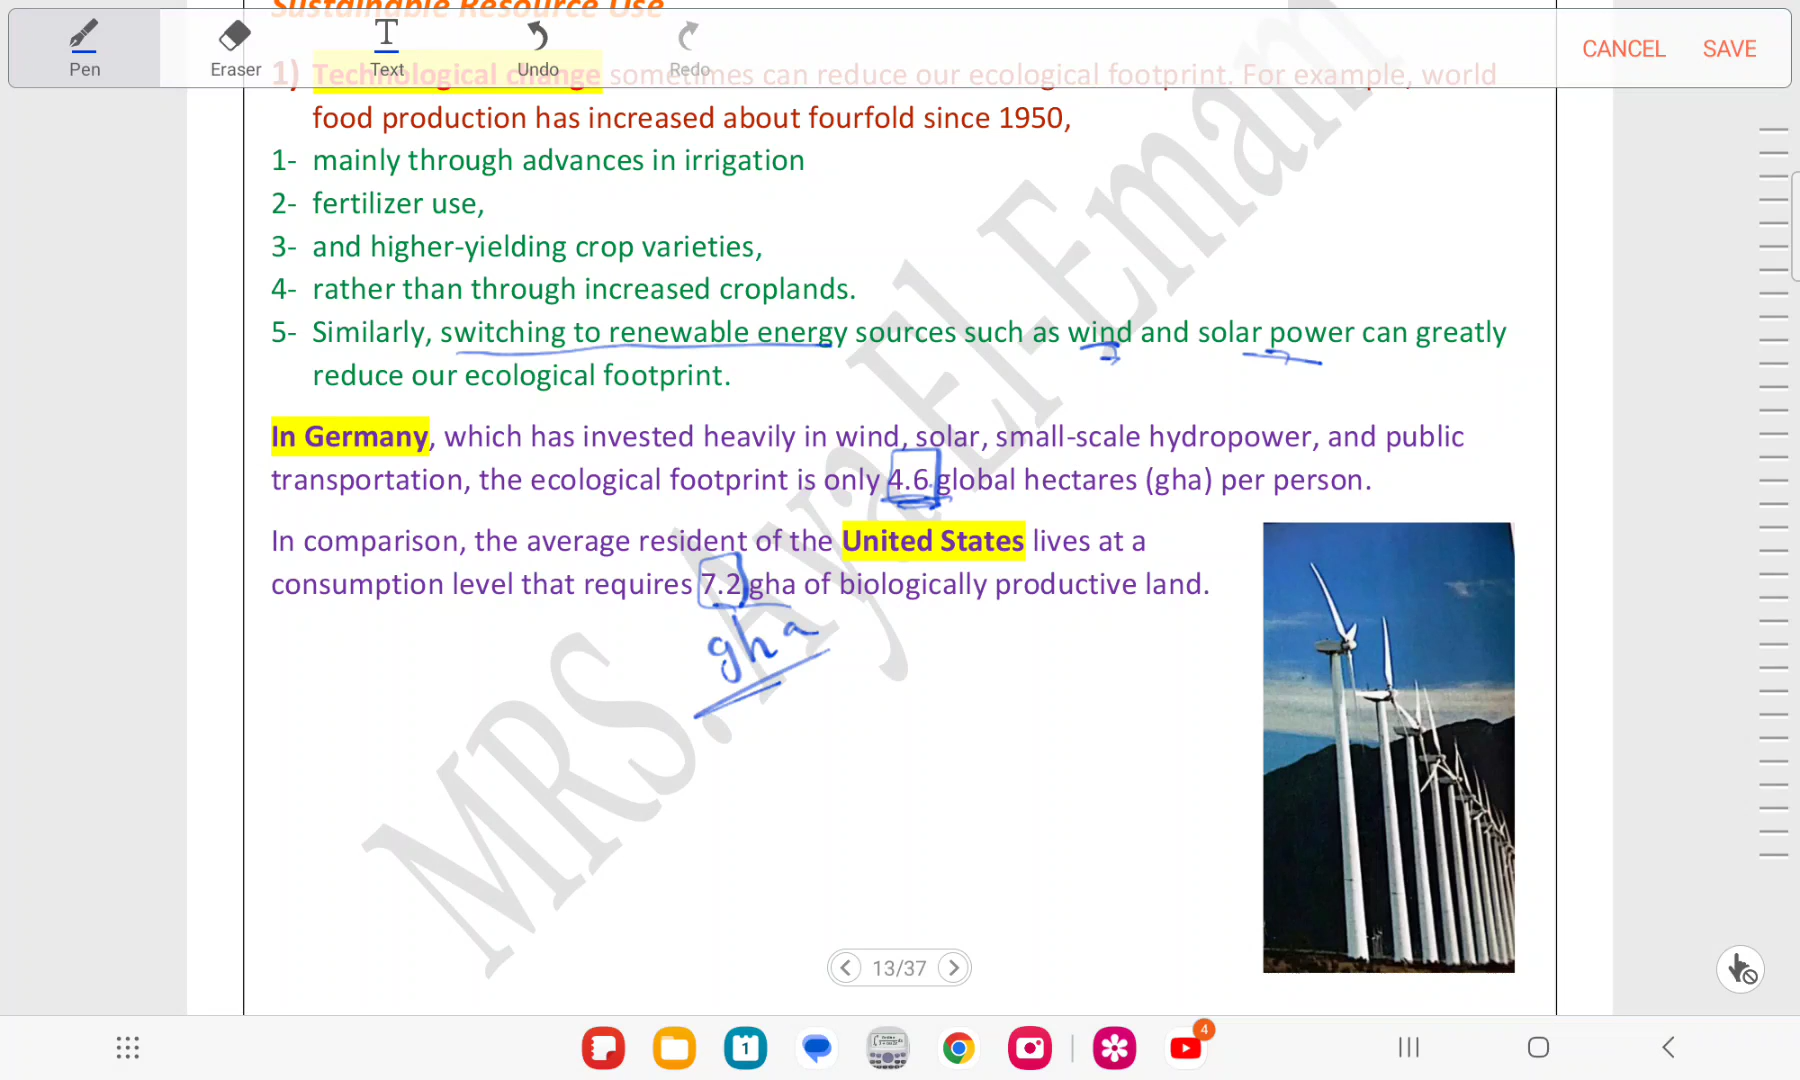 Sustainable Resource Use
Pen
Eraser
Text
Undo
Redo
CANCEL
SAVE
1) Technological change sometimes can reduce our ecological footprint. For example, world
food production has increased about fourfold since 1950,
1- mainly through advances in irrigation
2- fertilizer use,
3- and higher-yielding crop varieties,
4- rather than through increased croplands.
5- Similarly, switching to renewable energy sources such as wind and solar power can greatly
reduce our ecological footprint.
In Germany, which has invested heavily in wind, solar, small-scale hydropower, and public
transportation, the ecological footprint is only 4.6 global hectares (gha) per person.
In comparison, the average resident of the United States lives at a
consumption level that requires 7.2 gha of biologically productive land.
gha
MRS. Aya El-Emam
13/37
1
4